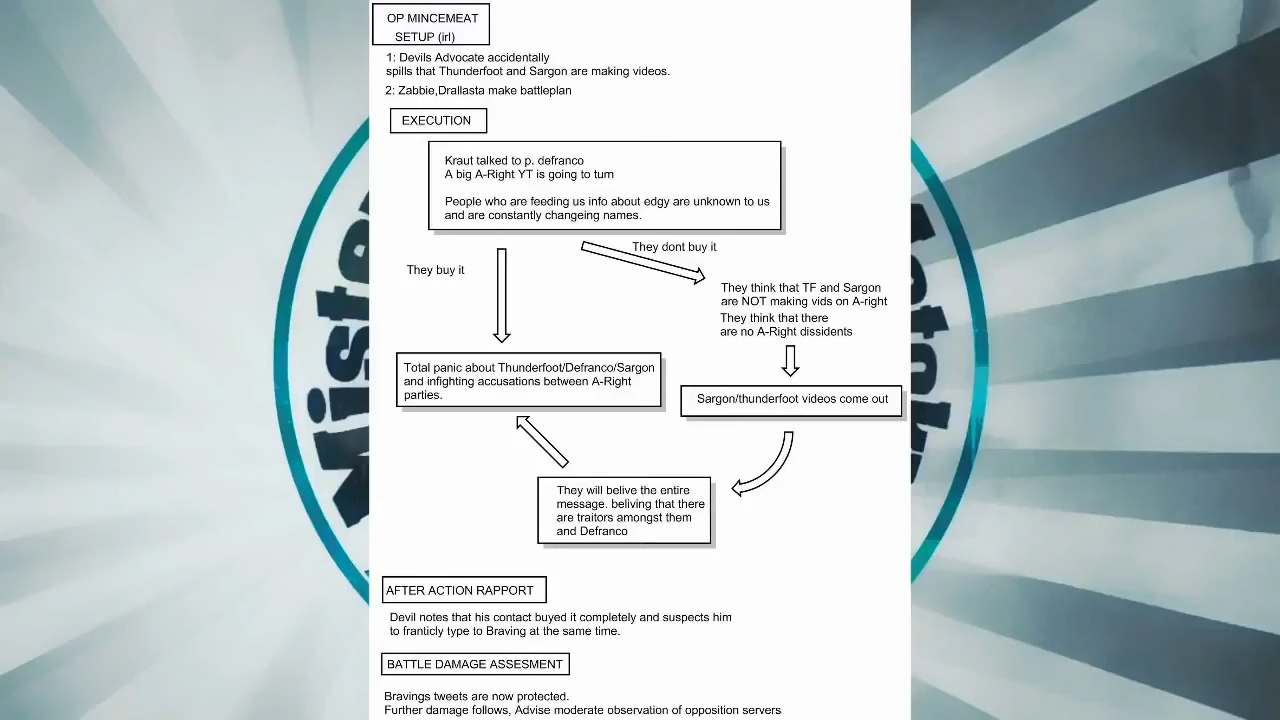 OP MINCEMEAT
SETUP (irl)
1: Devils Advocate accidentally
spills that Thunderfoot and Sargon are making videos.
2: Zabbie,Drallasta make battleplan
EXECUTION
Kraut talked to p. defranco
A big A-Right YT is going to turn
People who are feeding us info about edgy are unknown to us
and are constantly changeing names.
They dont buy it
They buy it
They think that TF and Sargon
are NOT making vids on A-right
They think that there
are no A-Right dissidents
Total panic about Thunderfoot/Defranco/Sargon
and infighting accusations between A-Right
parties.
Sargon/thunderfoot videos come out
They will belive the entire
message. beliving that there
are traitors amongst them
and Defranco
AFTER ACTION RAPPORT
Devil notes that his contact buyed it completely and suspects him
to franticly type to Braving at the same time.
BATTLE DAMAGE ASSESMENT
Bravings tweets are now protected.
Further damage follows, Advise moderate observation of opposition servers
Mister